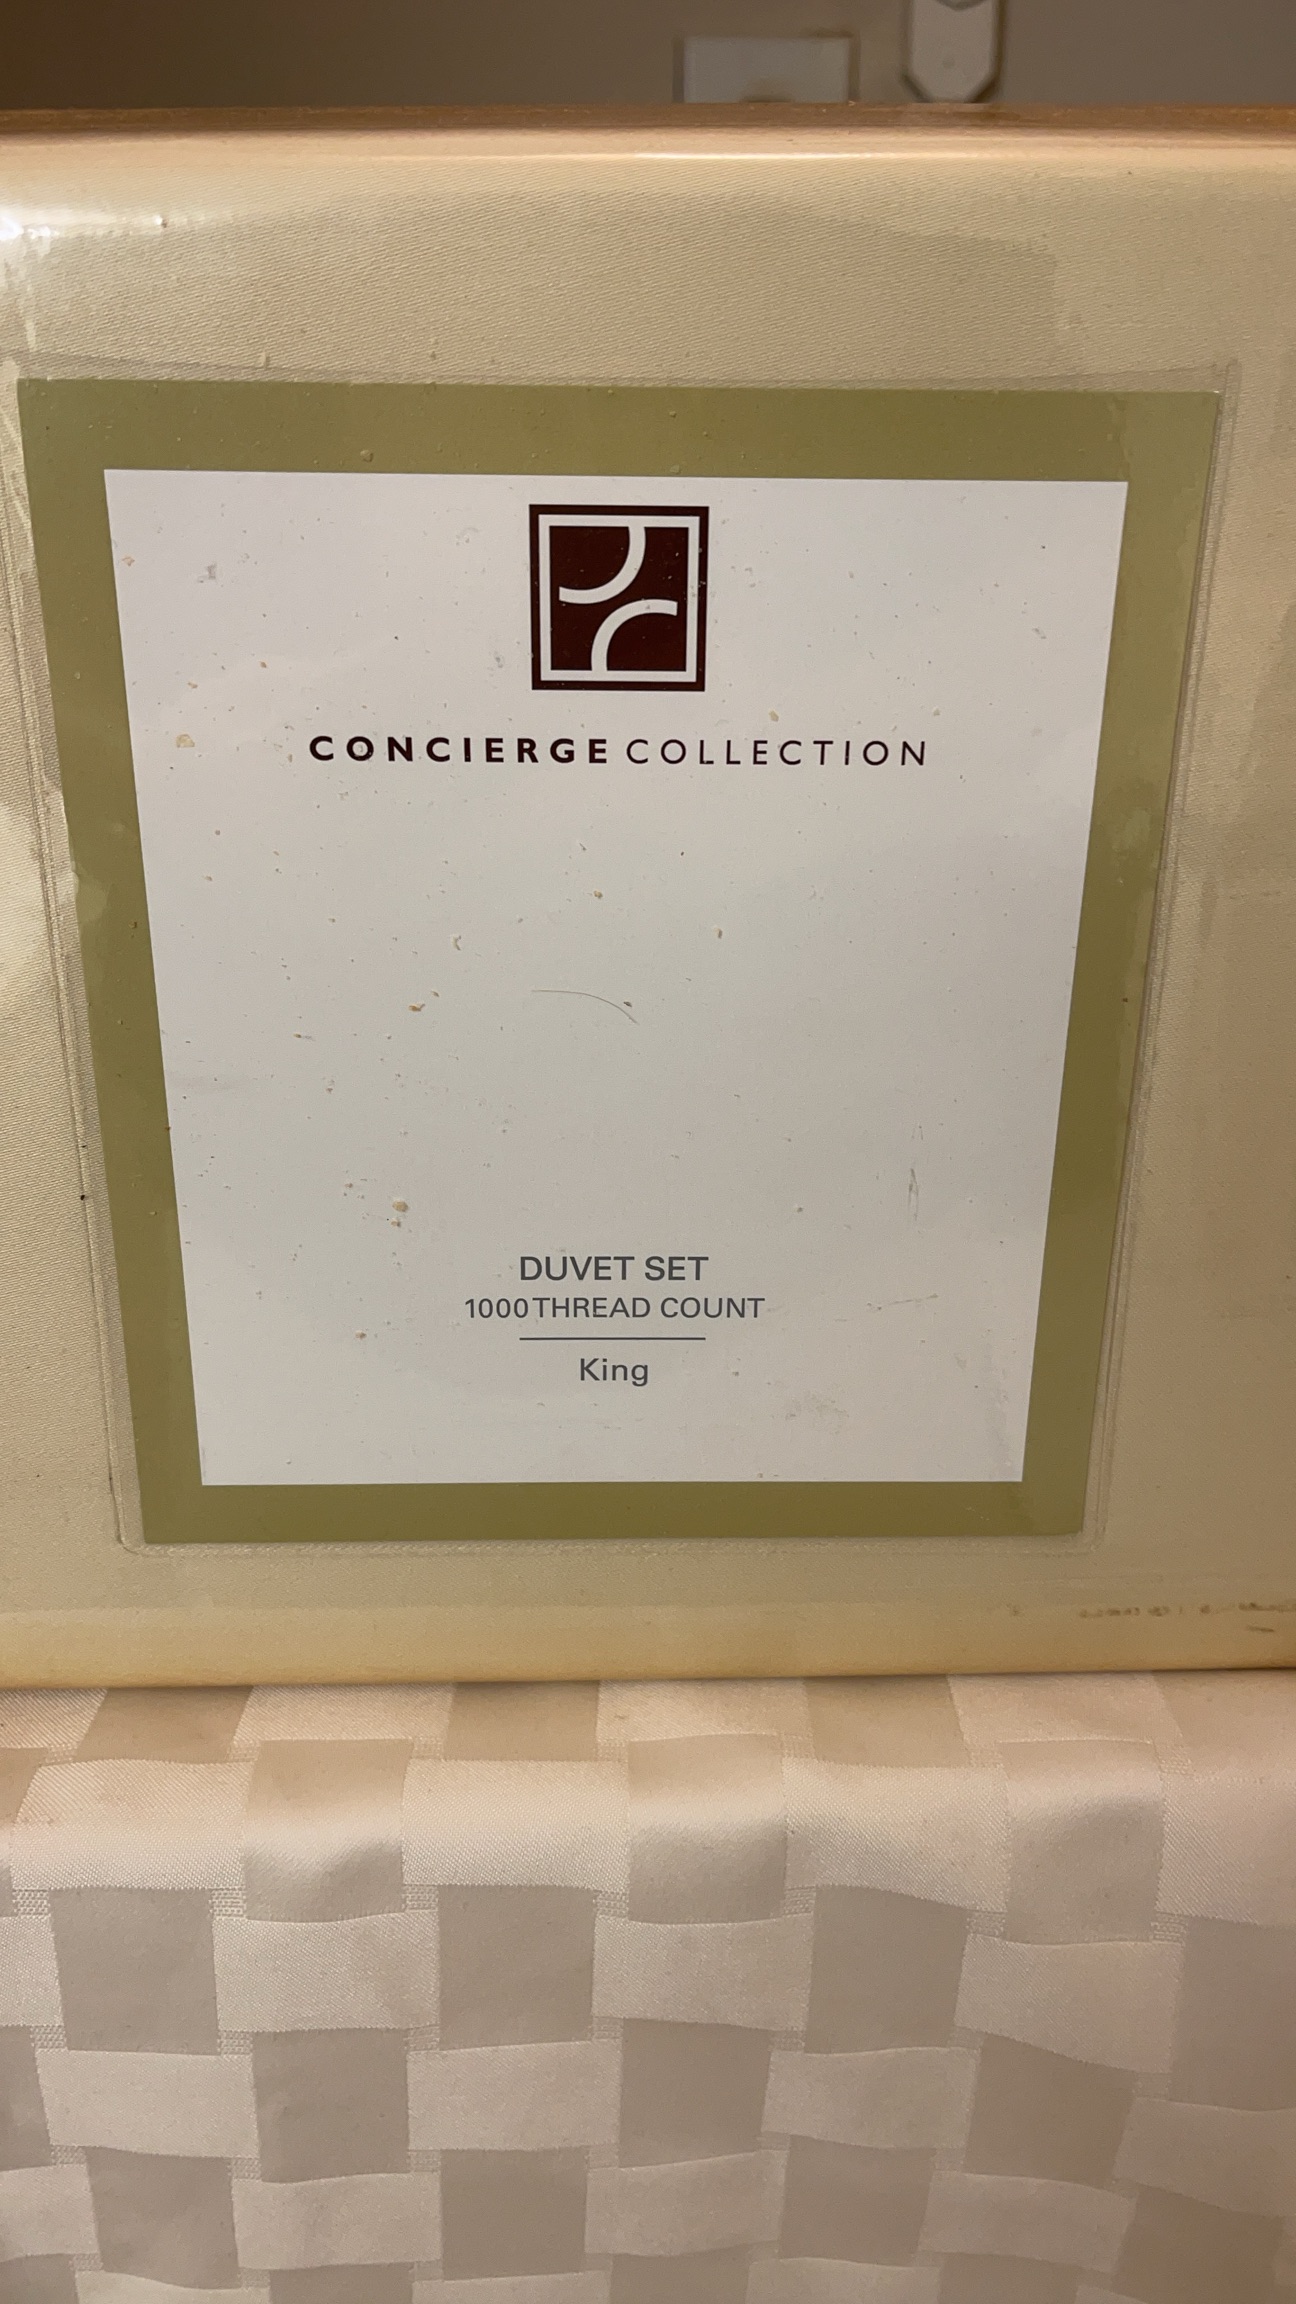 CONCIERGE COLLECTION
DUVET SET
1000 THREAD COUNT
King